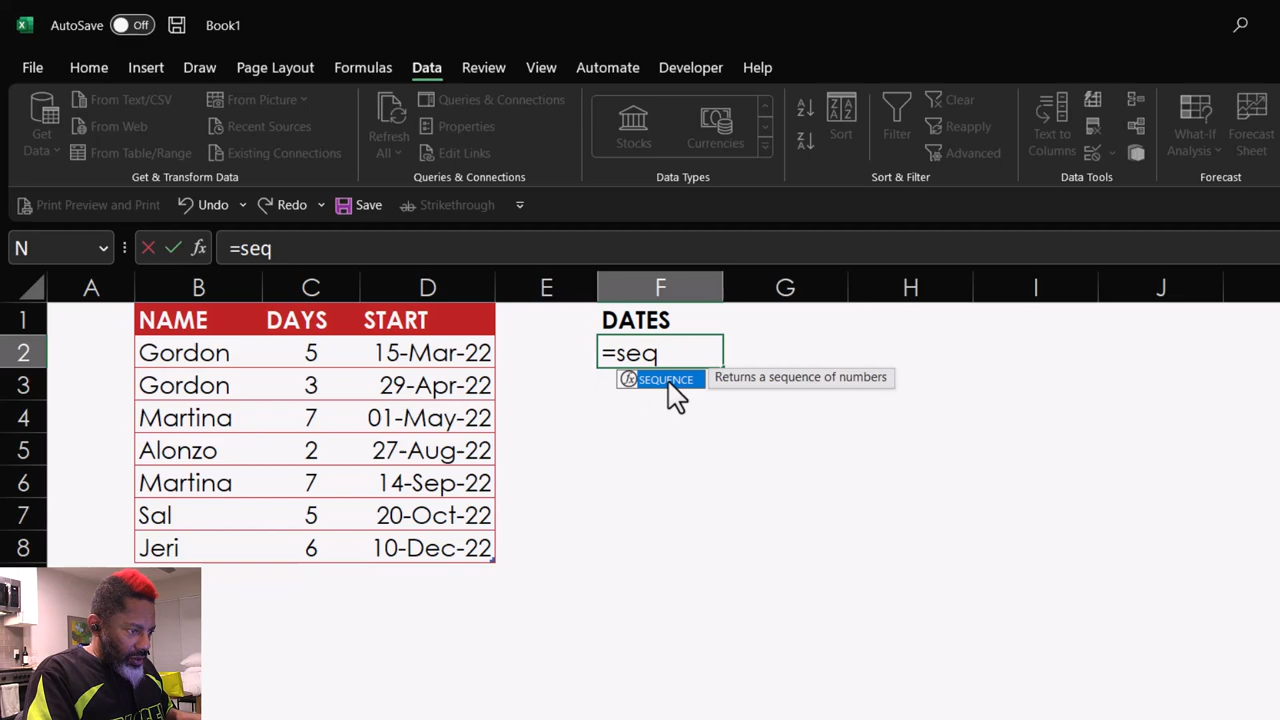 AutoSave Off Book1
File Home Insert Draw Page Layout Formulas Data Review View Automate Developer Help
Get Data
From Text/CSV
From Web
From Table/Range
From Picture
Recent Sources
Existing Connections
Get & Transform Data
Refresh All
Queries & Connections
Properties
Edit Links
Queries & Connections
Stocks
Currencies
Data Types
Sort
Filter
Clear
Reapply
Advanced
Sort & Filter
Text to Columns
Data Tools
What-If Analysis
Forecast Sheet
Forecast
Print Preview and Print Undo Redo Save ab Strikethrough
N fx =seq
A B C D E F G H I J
1 NAME DAYS START DATES
2 Gordon 5 15-Mar-22 =seq
3 Gordon 3 29-Apr-22
fx SEQUENCE Returns a sequence of numbers
4 Martina 7 01-May-22
5 Alonzo 2 27-Aug-22
6 Martina 7 14-Sep-22
7 Sal 5 20-Oct-22
8 Jeri 6 10-Dec-22